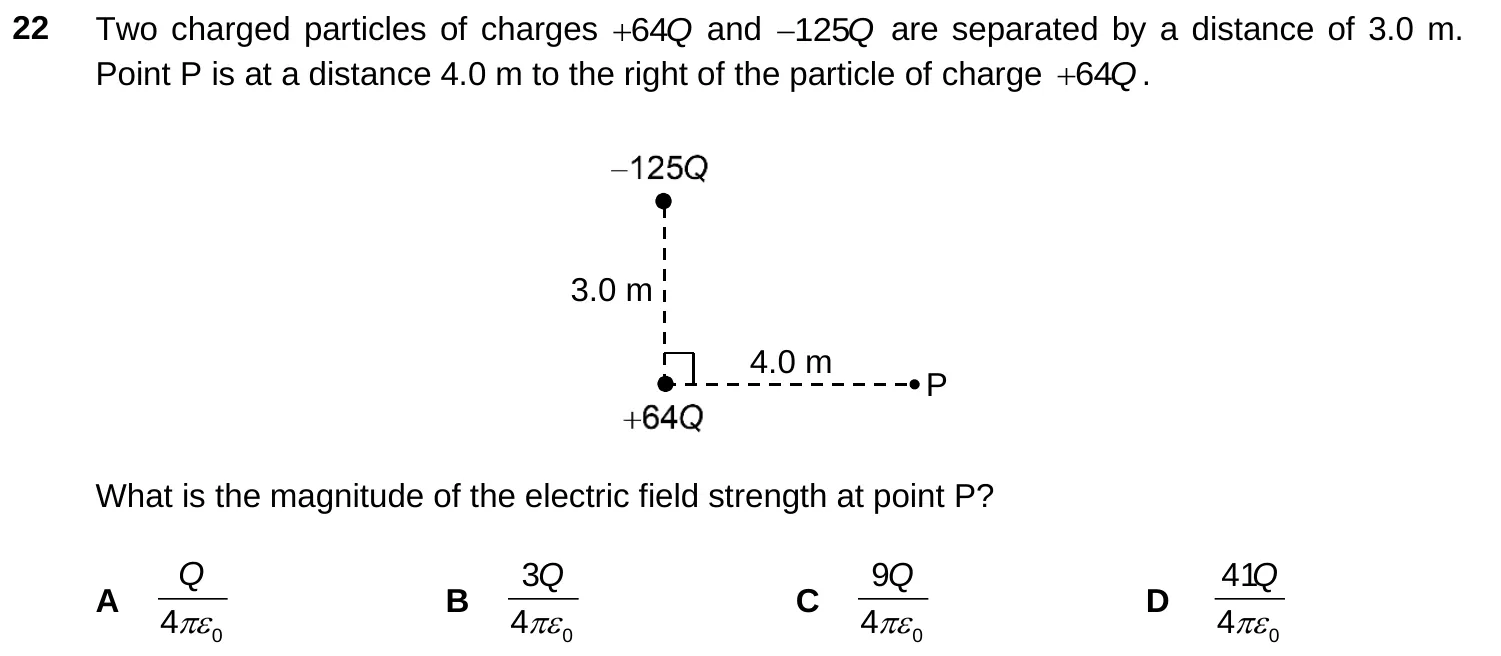 22 Two charged particles of charges +64Q and –125Q are separated by a distance of 3.0 m.
Point P is at a distance 4.0 m to the right of the particle of charge +64Q.
–125Q
3.0 m
4.0 m
P
+64Q
What is the magnitude of the electric field strength at point P?
A Q/4πε₀ B 3Q/4πε₀ C 9Q/4πε₀ D 41Q/4πε₀